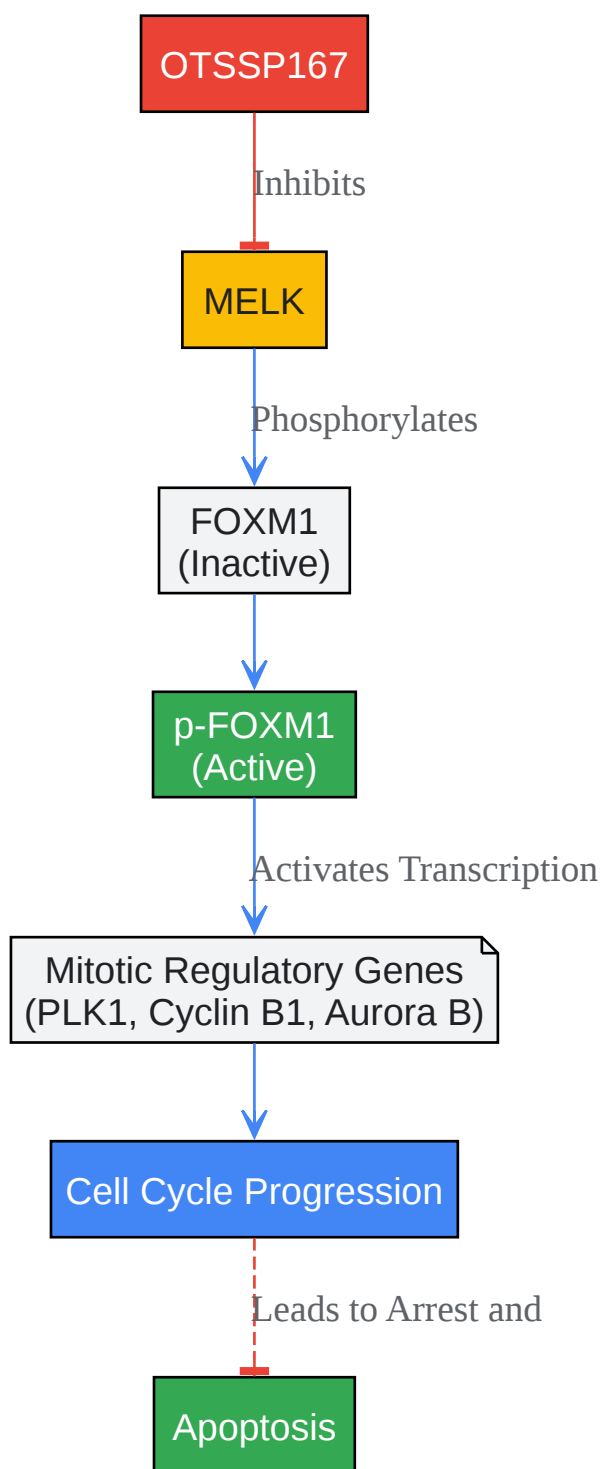 OTSSP167
Inhibits
MELK
Phosphorylates
FOXM1
(Inactive)
p-FOXM1
(Active)
Activates Transcription
Mitotic Regulatory Genes
(PLK1, Cyclin B1, Aurora B)
Cell Cycle Progression
Leads to Arrest and
Apoptosis